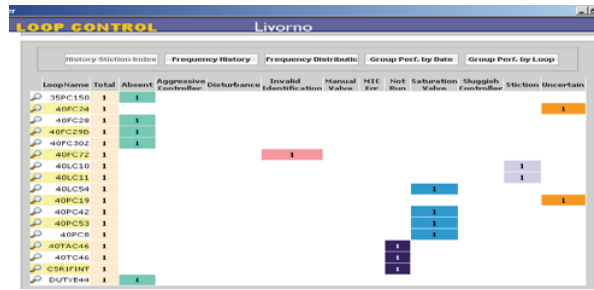 er
LOOP CONTROL Livorno
History Stiction Index Frequency History Frequency Distributic Group Perf. by Date Group Perf. by Loop
LoopName Total Absent Aggressive Controller Disturbance Invalid Identification Manual Valve MIC Err Not Run Saturation Valve Sluggish Controller Stiction Uncertain
35PC150 1 1
40FC24 1 1
40FC28 1 1
40FC29B 1 1
40FC302 1 1
40FC72 1 1
40LC10 1 1
40LC11 1 1
40LC54 1 1
40PC19 1 1
40PC42 1 1
40PC53 1 1
40PC8 1 1
40TAC46 1 1
40TC46 1 1
CSRIFINT 1 1
DUTYE44 1 1